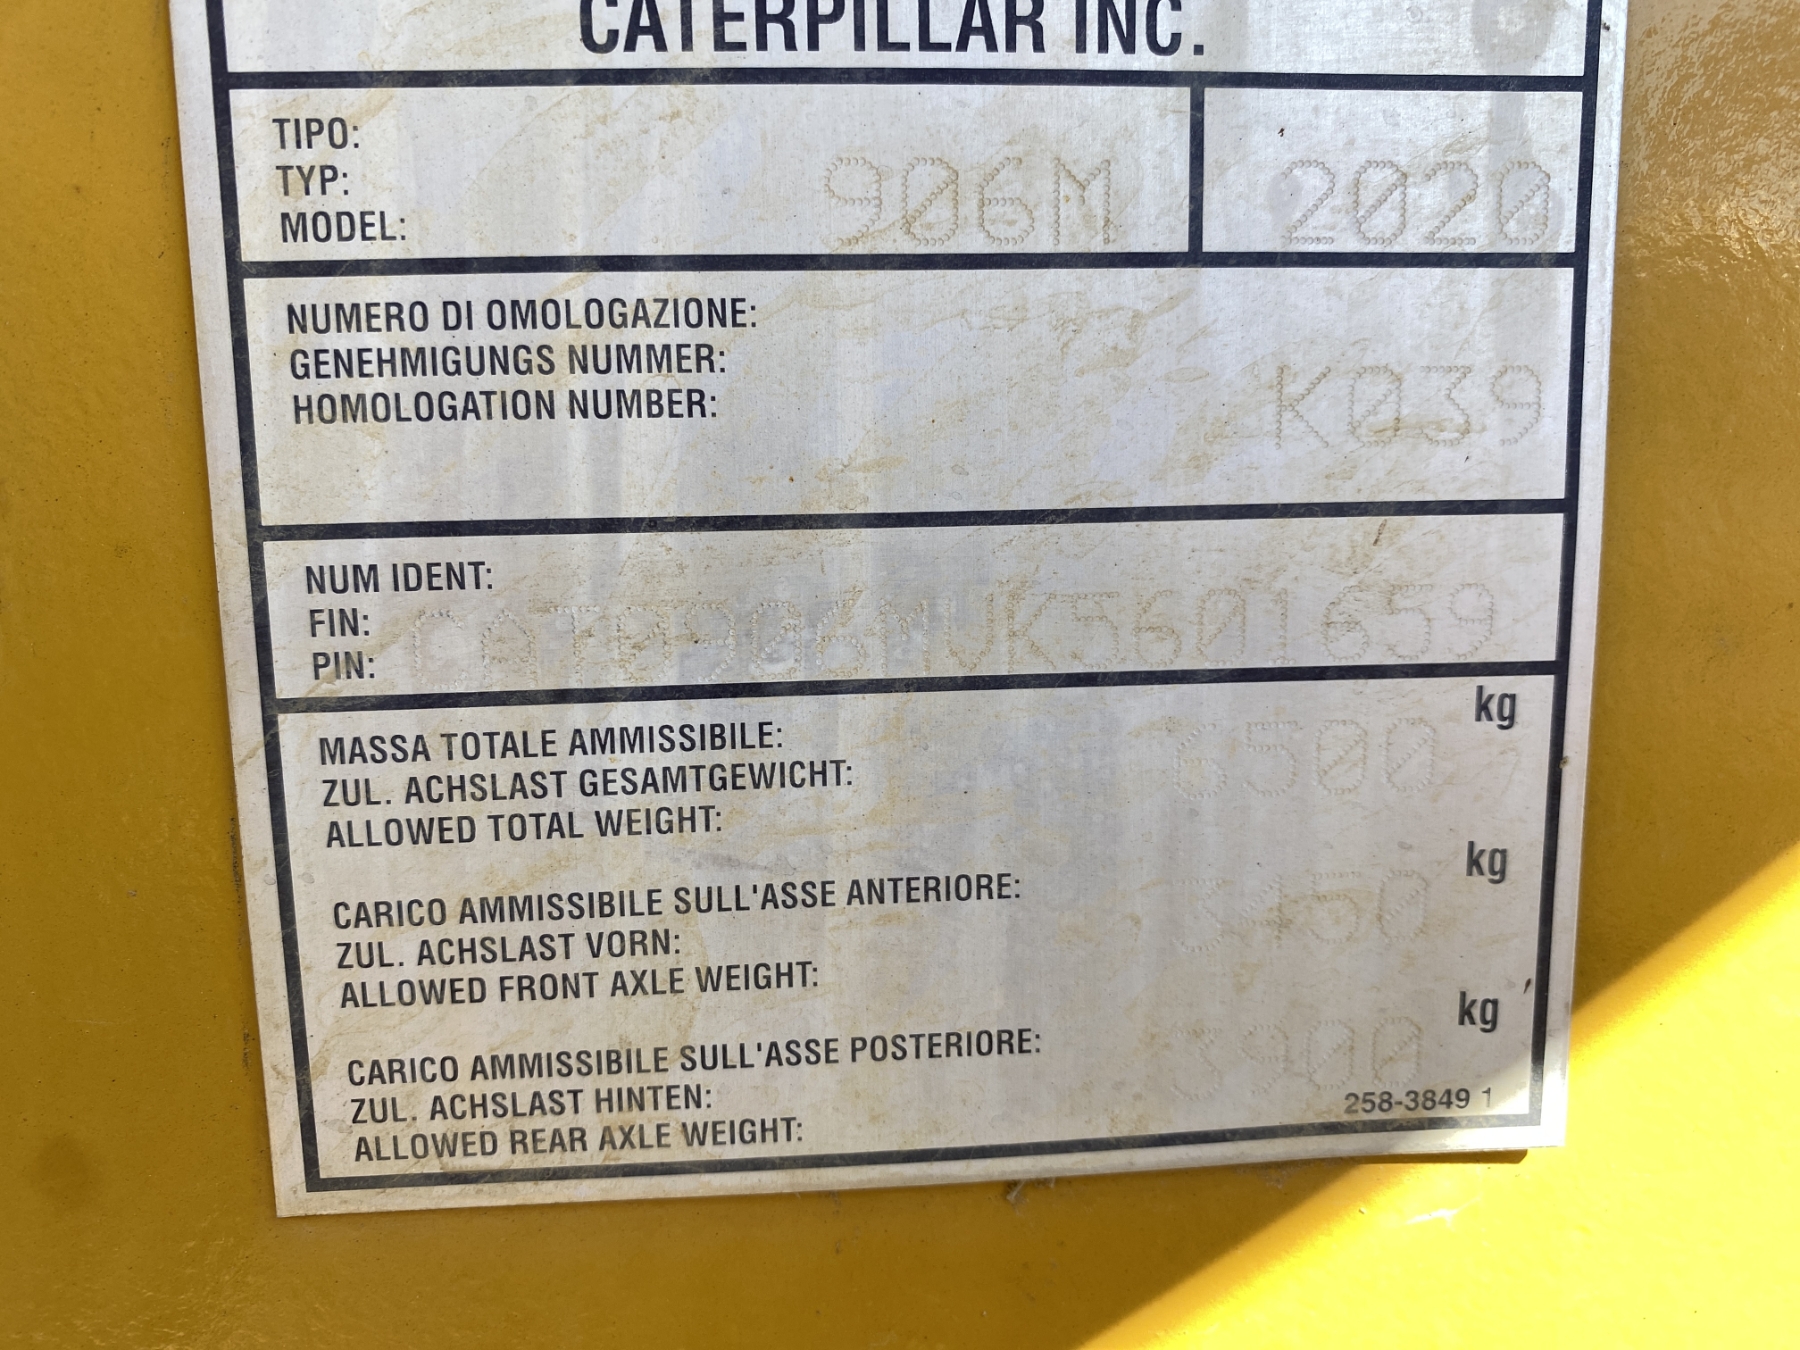 CATERPILLAR INC.
TIPO:
TYP:
MODEL:
906M
2020
NUMERO DI OMOLOGAZIONE:
GENEHMIGUNGS NUMMER:
HOMOLOGATION NUMBER:
K039
NUM IDENT:
FIN:
PIN:
MASSA TOTALE AMMISSIBILE:
ZUL. ACHSLAST GESAMTGEWICHT:
ALLOWED TOTAL WEIGHT:
6500 kg
CARICO AMMISSIBILE SULL'ASSE ANTERIORE:
ZUL. ACHSLAST VORN:
ALLOWED FRONT AXLE WEIGHT:
kg
CARICO AMMISSIBILE SULL'ASSE POSTERIORE:
ZUL. ACHSLAST HINTEN:
ALLOWED REAR AXLE WEIGHT:
3900 kg
258-3849 1